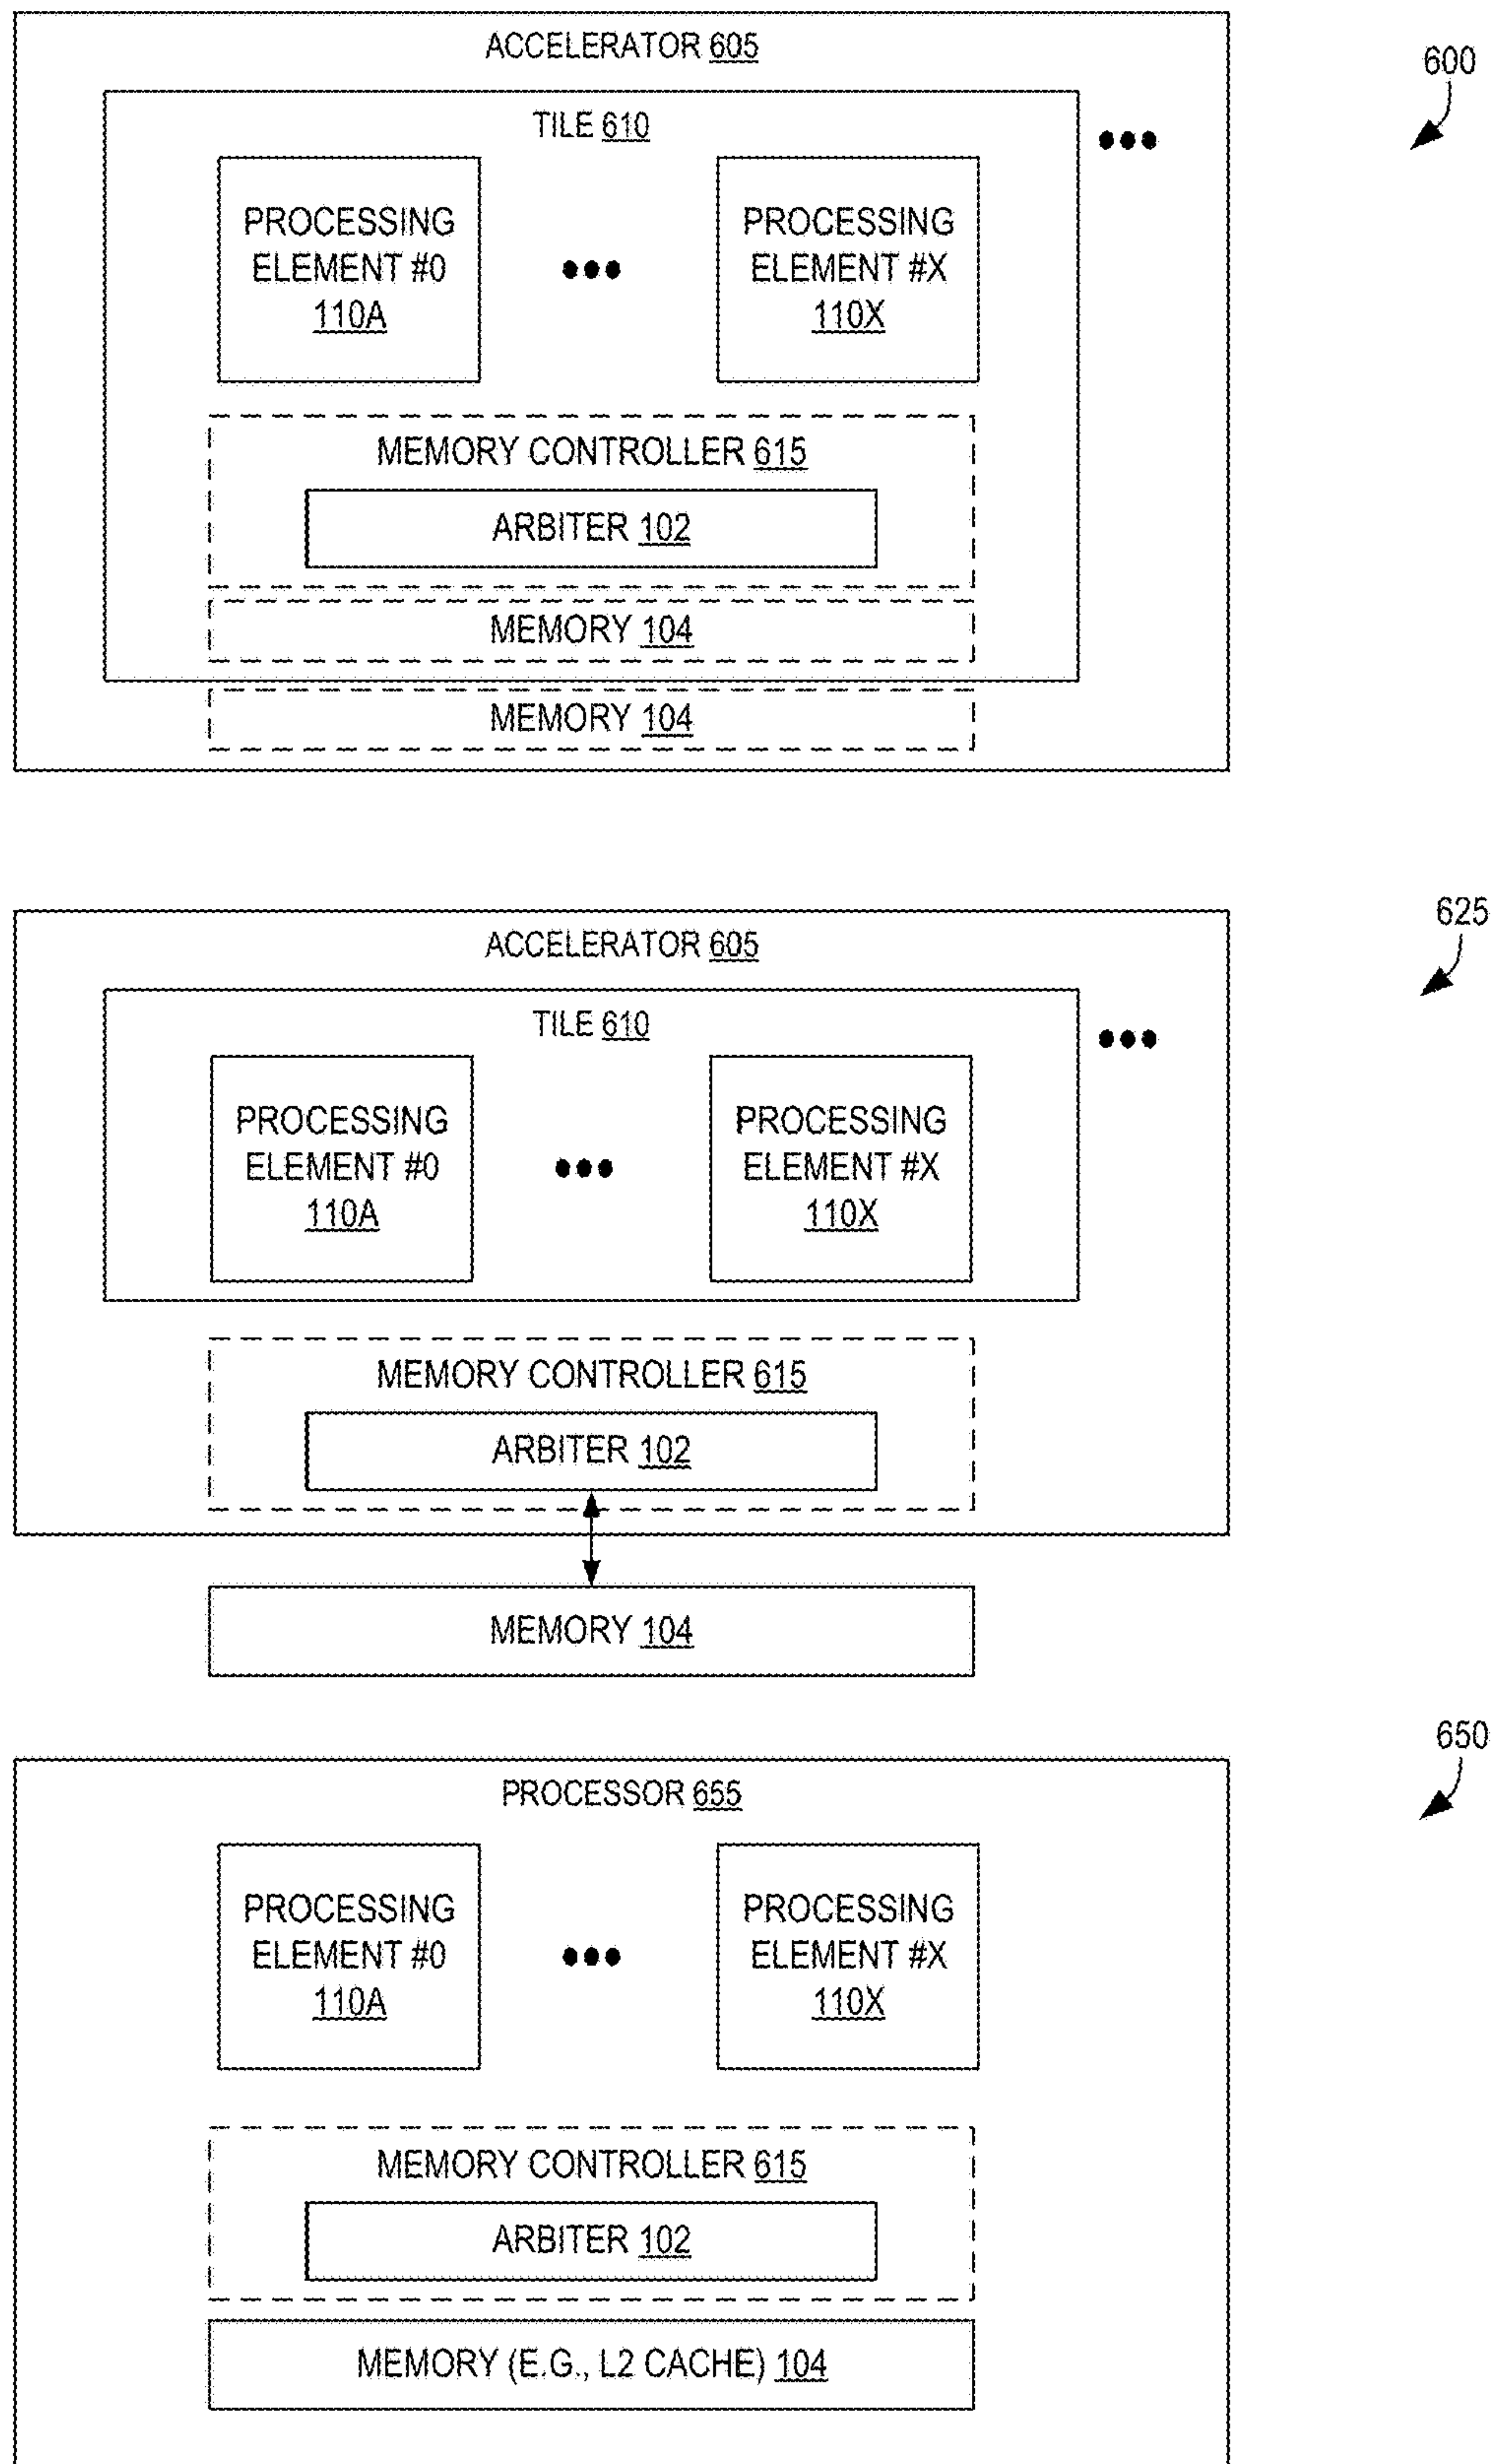 ACCELERATOR 605
600
TILE 610
PROCESSING
ELEMENT #0
110A
PROCESSING
ELEMENT #X
110X
MEMORY CONTROLLER 615
ARBITER 102
MEMORY 104
MEMORY 104
625
ACCELERATOR 605
TILE 610
PROCESSING
ELEMENT #0
110A
PROCESSING
ELEMENT #X
110X
MEMORY CONTROLLER 615
ARBITER 102
MEMORY 104
650
PROCESSOR 655
PROCESSING
ELEMENT #0
110A
PROCESSING
ELEMENT #X
110X
MEMORY CONTROLLER 615
ARBITER 102
MEMORY (E.G., L2 CACHE) 104